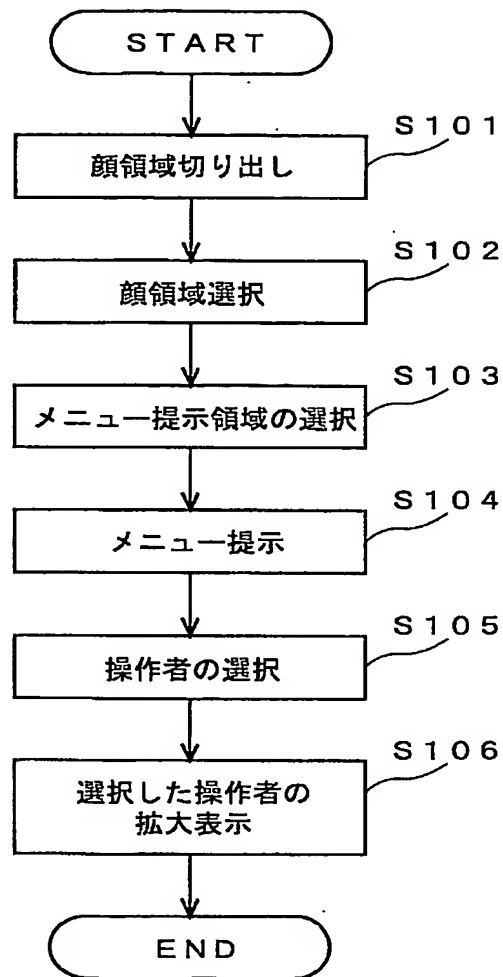 START
S101
顔領域切り出し
S102
顔領域選択
S103
メニュー提示領域の選択
S104
メニュー提示
S105
操作者の選択
S106
選択した操作者の
拡大表示
END